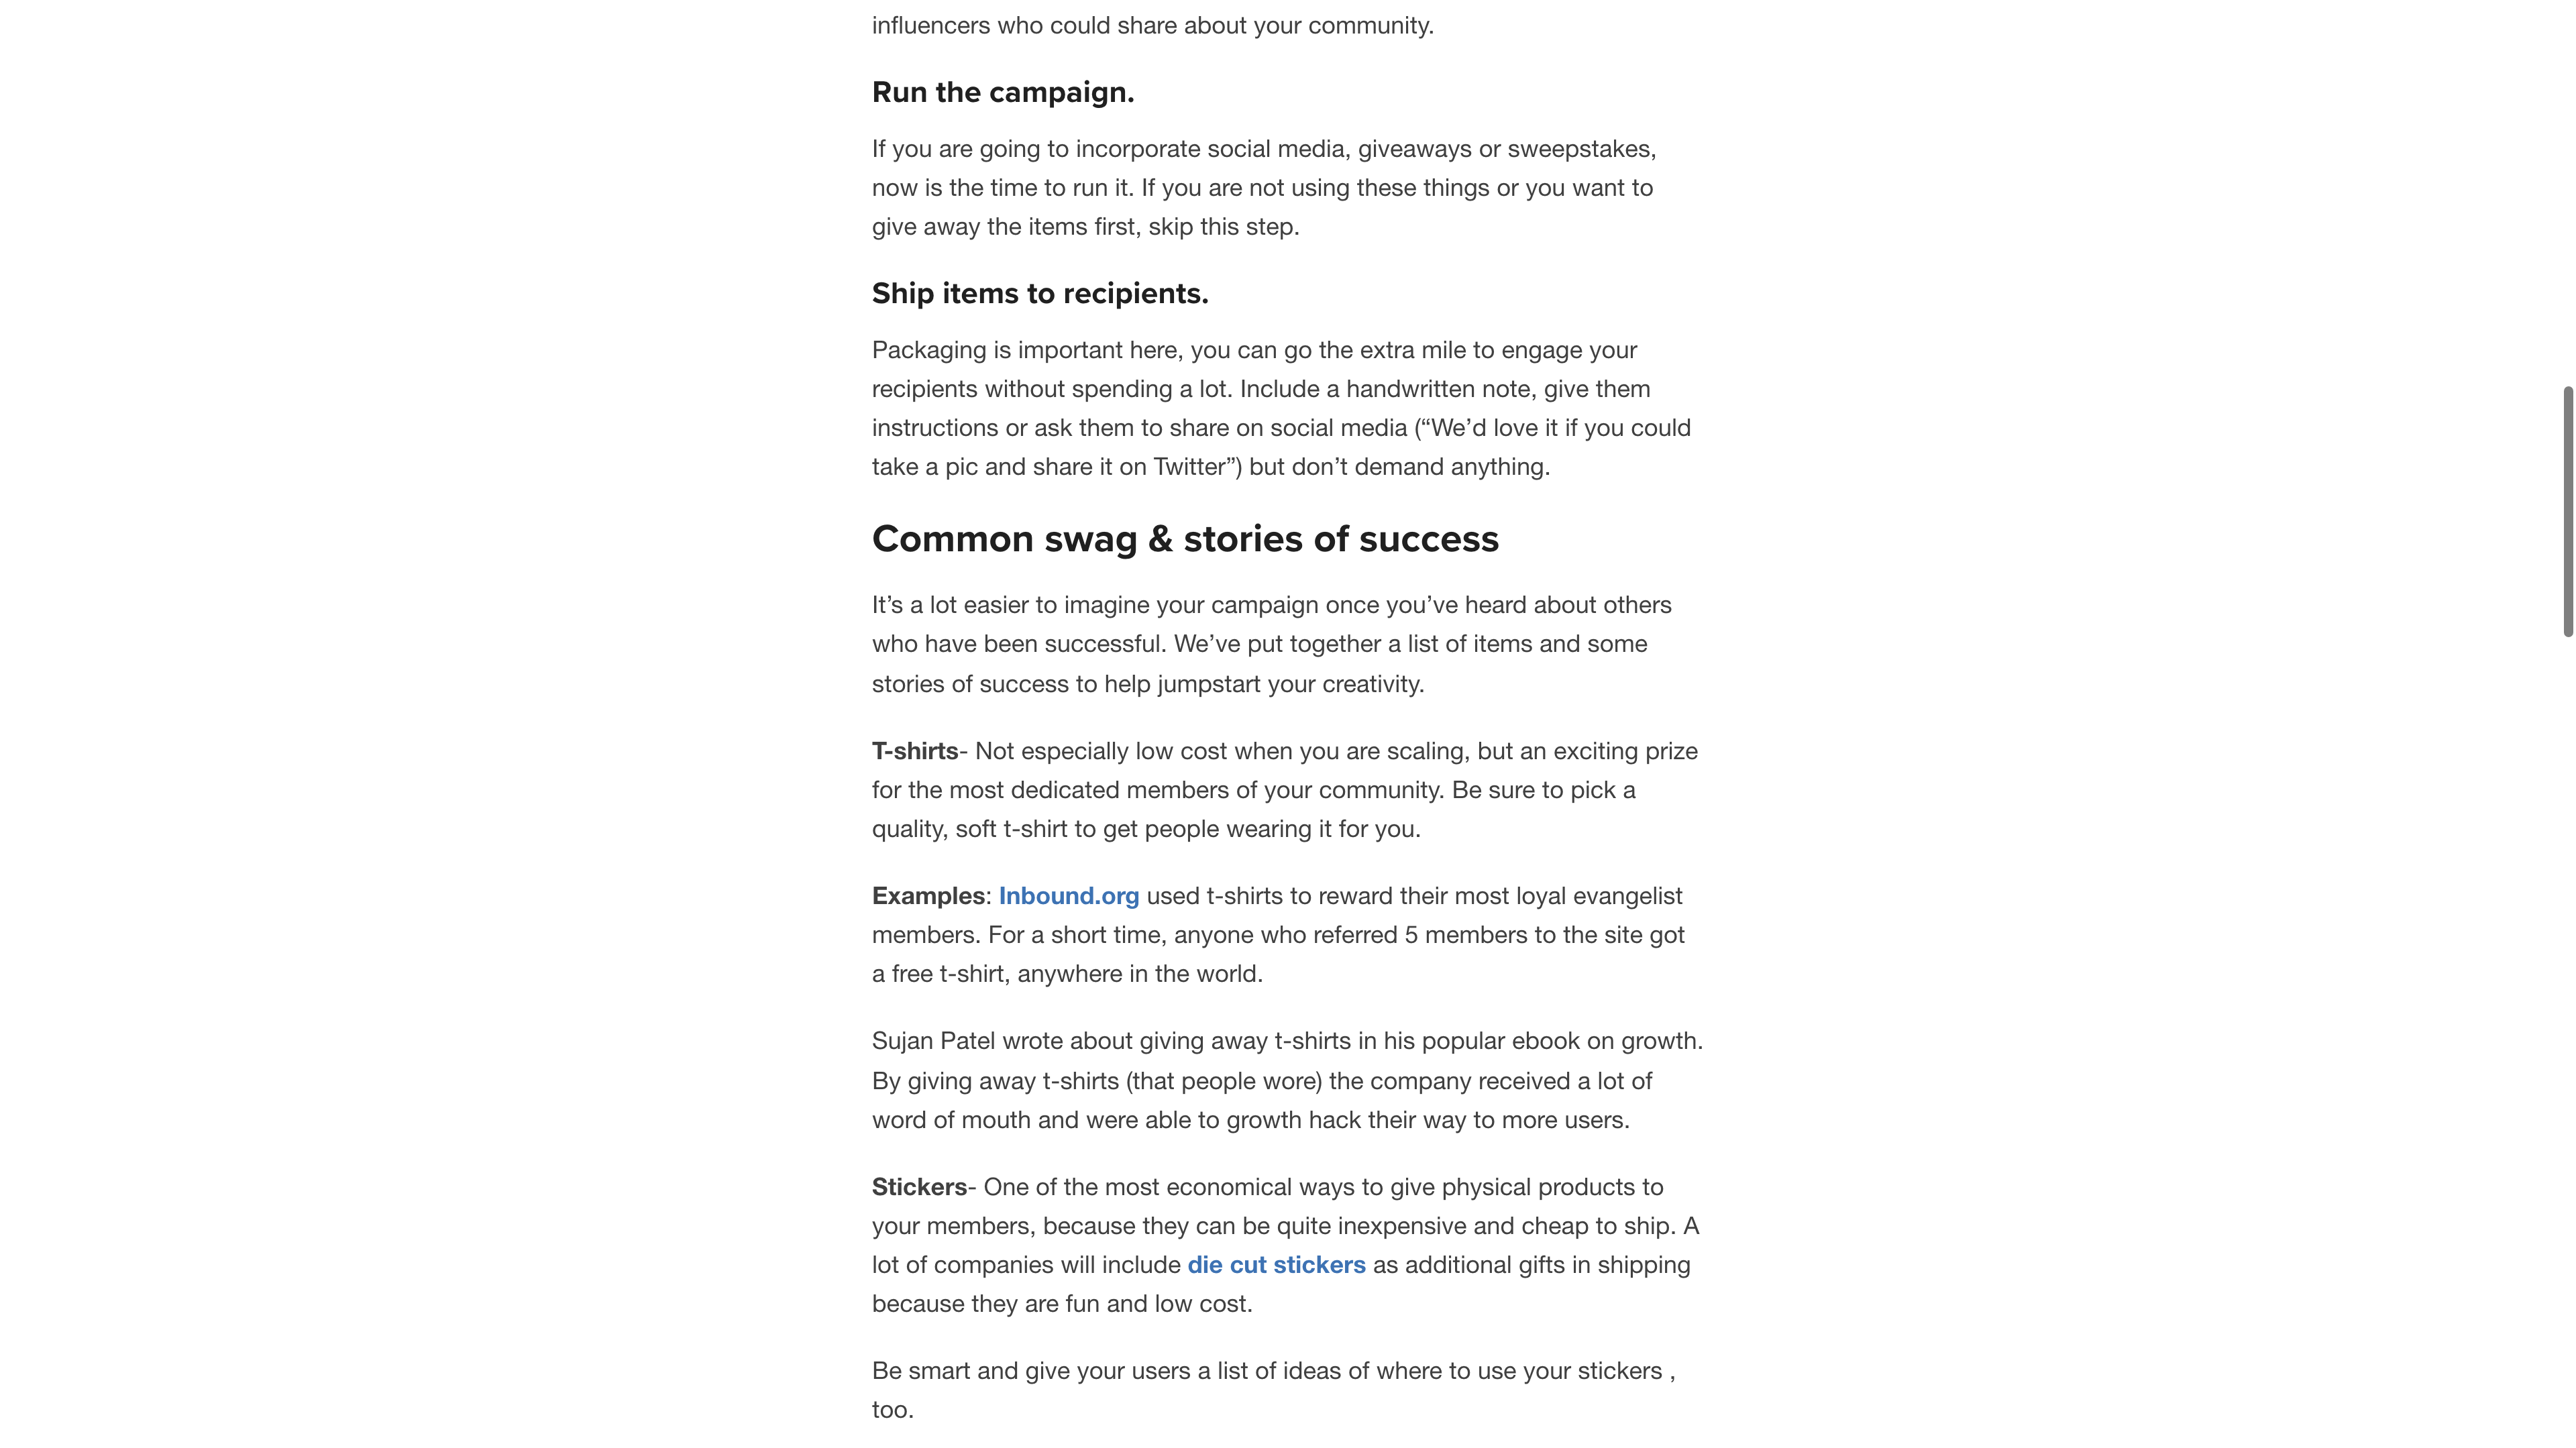 influencers who could share about your community.
Run the campaign.
If you are going to incorporate social media, giveaways or sweepstakes,
now is the time to run it. If you are not using these things or you want to
give away the items first, skip this step.
Ship items to recipients.
Packaging is important here, you can go the extra mile to engage your
recipients without spending a lot. Include a handwritten note, give them
instructions or ask them to share on social media (“We’d love it if you could
take a pic and share it on Twitter”) but don’t demand anything.
Common swag & stories of success
It’s a lot easier to imagine your campaign once you’ve heard about others
who have been successful. We’ve put together a list of items and some
stories of success to help jumpstart your creativity.
T-shirts- Not especially low cost when you are scaling, but an exciting prize
for the most dedicated members of your community. Be sure to pick a
quality, soft t-shirt to get people wearing it for you.
Examples: Inbound.org used t-shirts to reward their most loyal evangelist
members. For a short time, anyone who referred 5 members to the site got
a free t-shirt, anywhere in the world.
Sujan Patel wrote about giving away t-shirts in his popular ebook on growth.
By giving away t-shirts (that people wore) the company received a lot of
word of mouth and were able to growth hack their way to more users.
Stickers- One of the most economical ways to give physical products to
your members, because they can be quite inexpensive and cheap to ship. A
lot of companies will include die cut stickers as additional gifts in shipping
because they are fun and low cost.
Be smart and give your users a list of ideas of where to use your stickers ,
too.